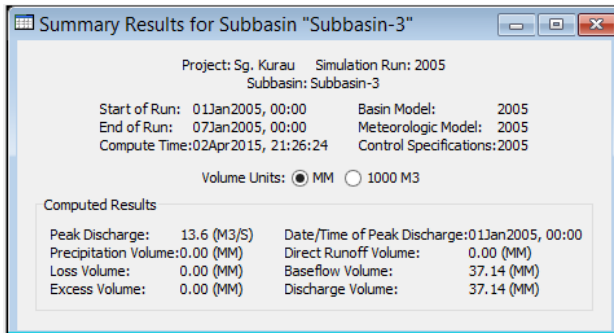 Summary Results for Subbasin "Subbasin-3"
Project: Sg. Kurau Simulation Run: 2005
Subbasin: Subbasin-3
Start of Run: 01Jan2005, 00:00 Basin Model: 2005
End of Run: 07Jan2005, 00:00 Meteorologic Model: 2005
Compute Time:02Apr2015, 21:26:24 Control Specifications:2005
Volume Units: MM 1000 M3
Computed Results
Peak Discharge: 13.6 (M3/S) Date/Time of Peak Discharge:01Jan2005, 00:00
Precipitation Volume:0.00 (MM) Direct Runoff Volume: 0.00 (MM)
Loss Volume: 0.00 (MM) Baseflow Volume: 37.14 (MM)
Excess Volume: 0.00 (MM) Discharge Volume: 37.14 (MM)